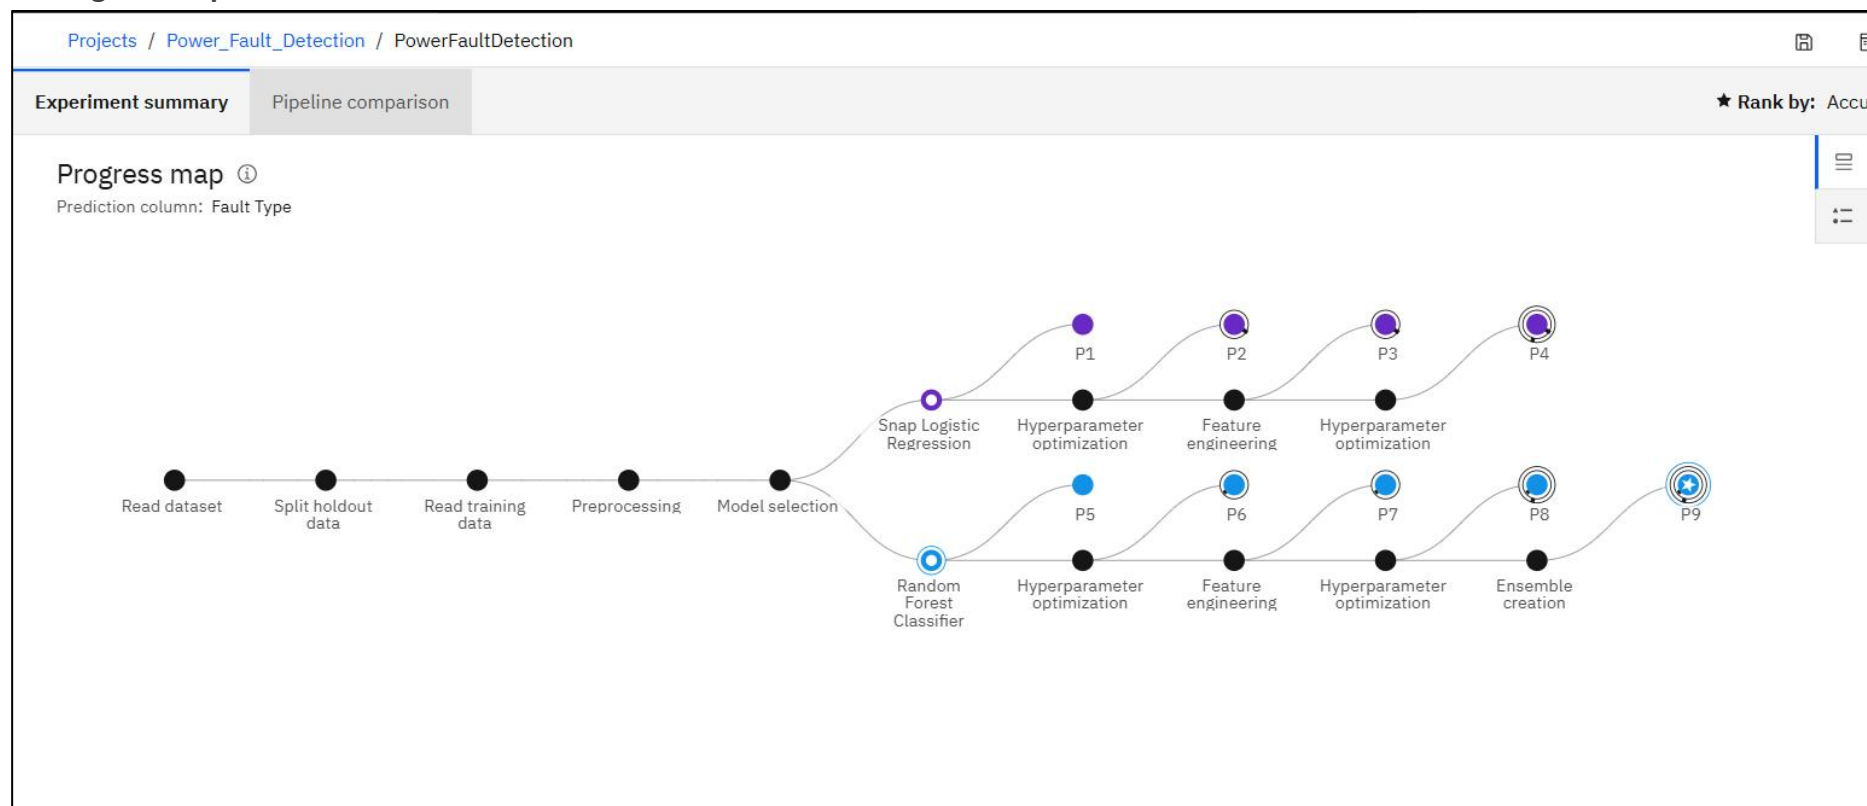 Projects / Power_Fault_Detection / PowerFaultDetection
Experiment summary
Pipeline comparison
★ Rank by:
Progress map
Prediction column: Fault Type
P1
P2
P3
P4
Snap Logistic
Regression
Hyperparameter
optimization
Feature
engineering
Hyperparameter
optimization
Read dataset
Split holdout
data
Read training
data
Preprocessing
Model selection
P5
P6
P7
P8
P9
Random
Forest
Classifier
Hyperparameter
optimization
Feature
engineering
Hyperparameter
optimization
Ensemble
creation